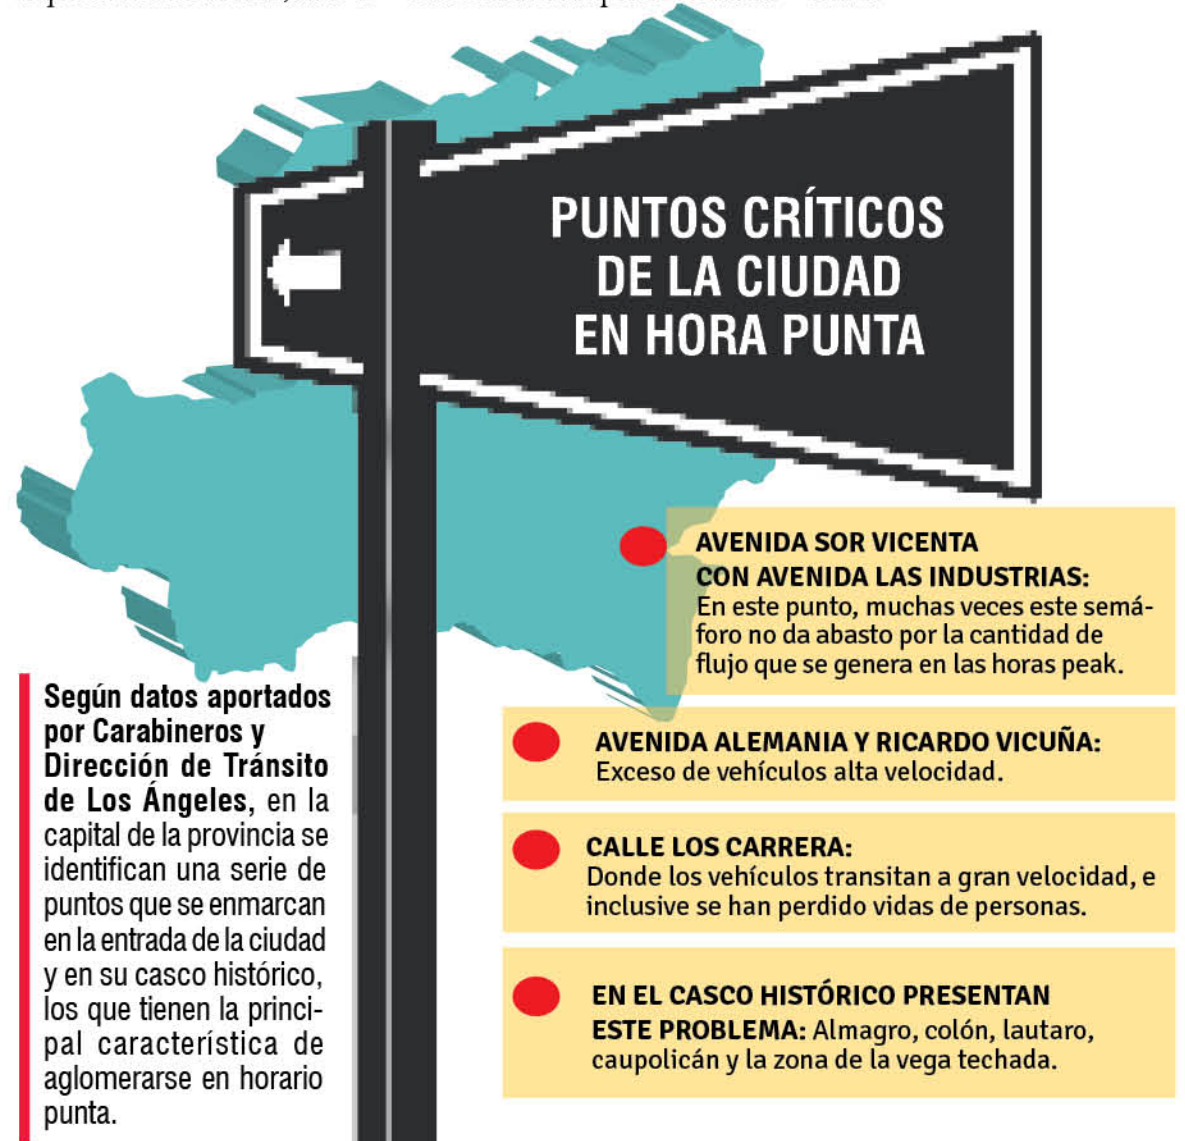 PUNTOS CRÍTICOS
DE LA CIUDAD
EN HORA PUNTA
AVENIDA SOR VICENTA
CON AVENIDA LAS INDUSTRIAS:
En este punto, muchas veces este semá-
foro no da abasto por la cantidad de
flujo que se genera en las horas peak.
AVENIDA ALEMANIA Y RICARDO VICUÑA:
Exceso de vehículos alta velocidad.
CALLE LOS CARRERA:
Donde los vehículos transitan a gran velocidad, e
inclusive se han perdido vidas de personas.
EN EL CASCO HISTÓRICO PRESENTAN
ESTE PROBLEMA: Almagro, colón, lautaro,
caupolicán y la zona de la vega techada.
Según datos aportados
por Carabineros y
Dirección de Tránsito
de Los Ángeles, en la
capital de la provincia se
identifican una serie de
puntos que se enmarcan
en la entrada de la ciudad
y en su casco histórico,
los que tienen la princi-
pal característica de
aglomerarse en horario
punta.